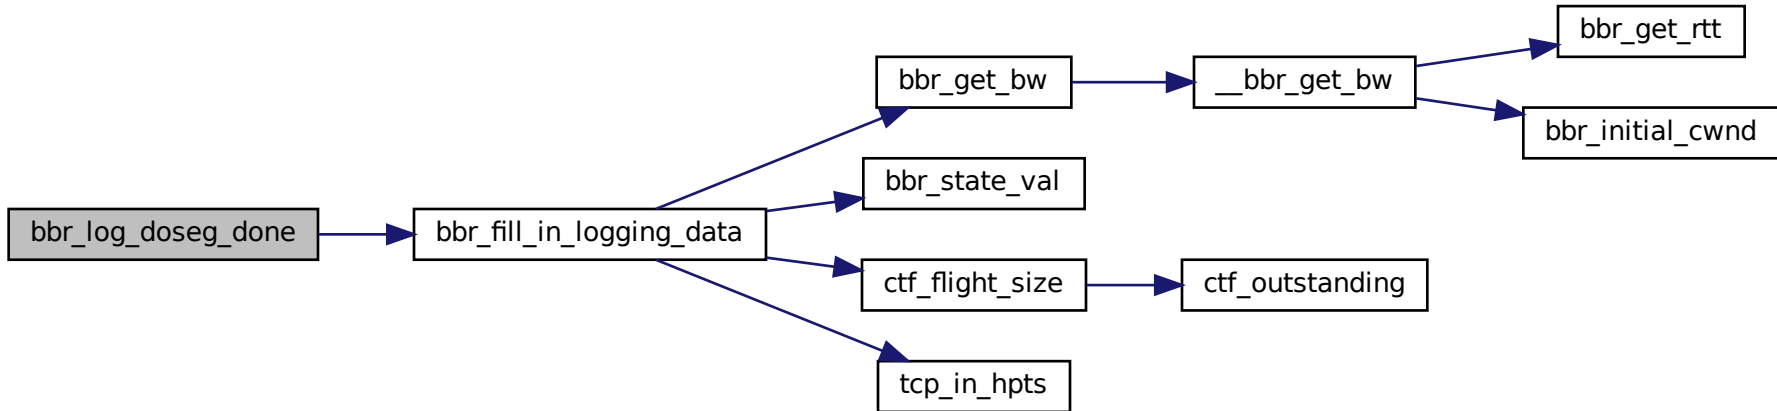 bbr_log_doseg_done
bbr_fill_in_logging_data
bbr_get_bw
bbr_state_val
ctf_flight_size
tcp_in_hpts
__bbr_get_bw
ctf_outstanding
bbr_get_rtt
bbr_initial_cwnd